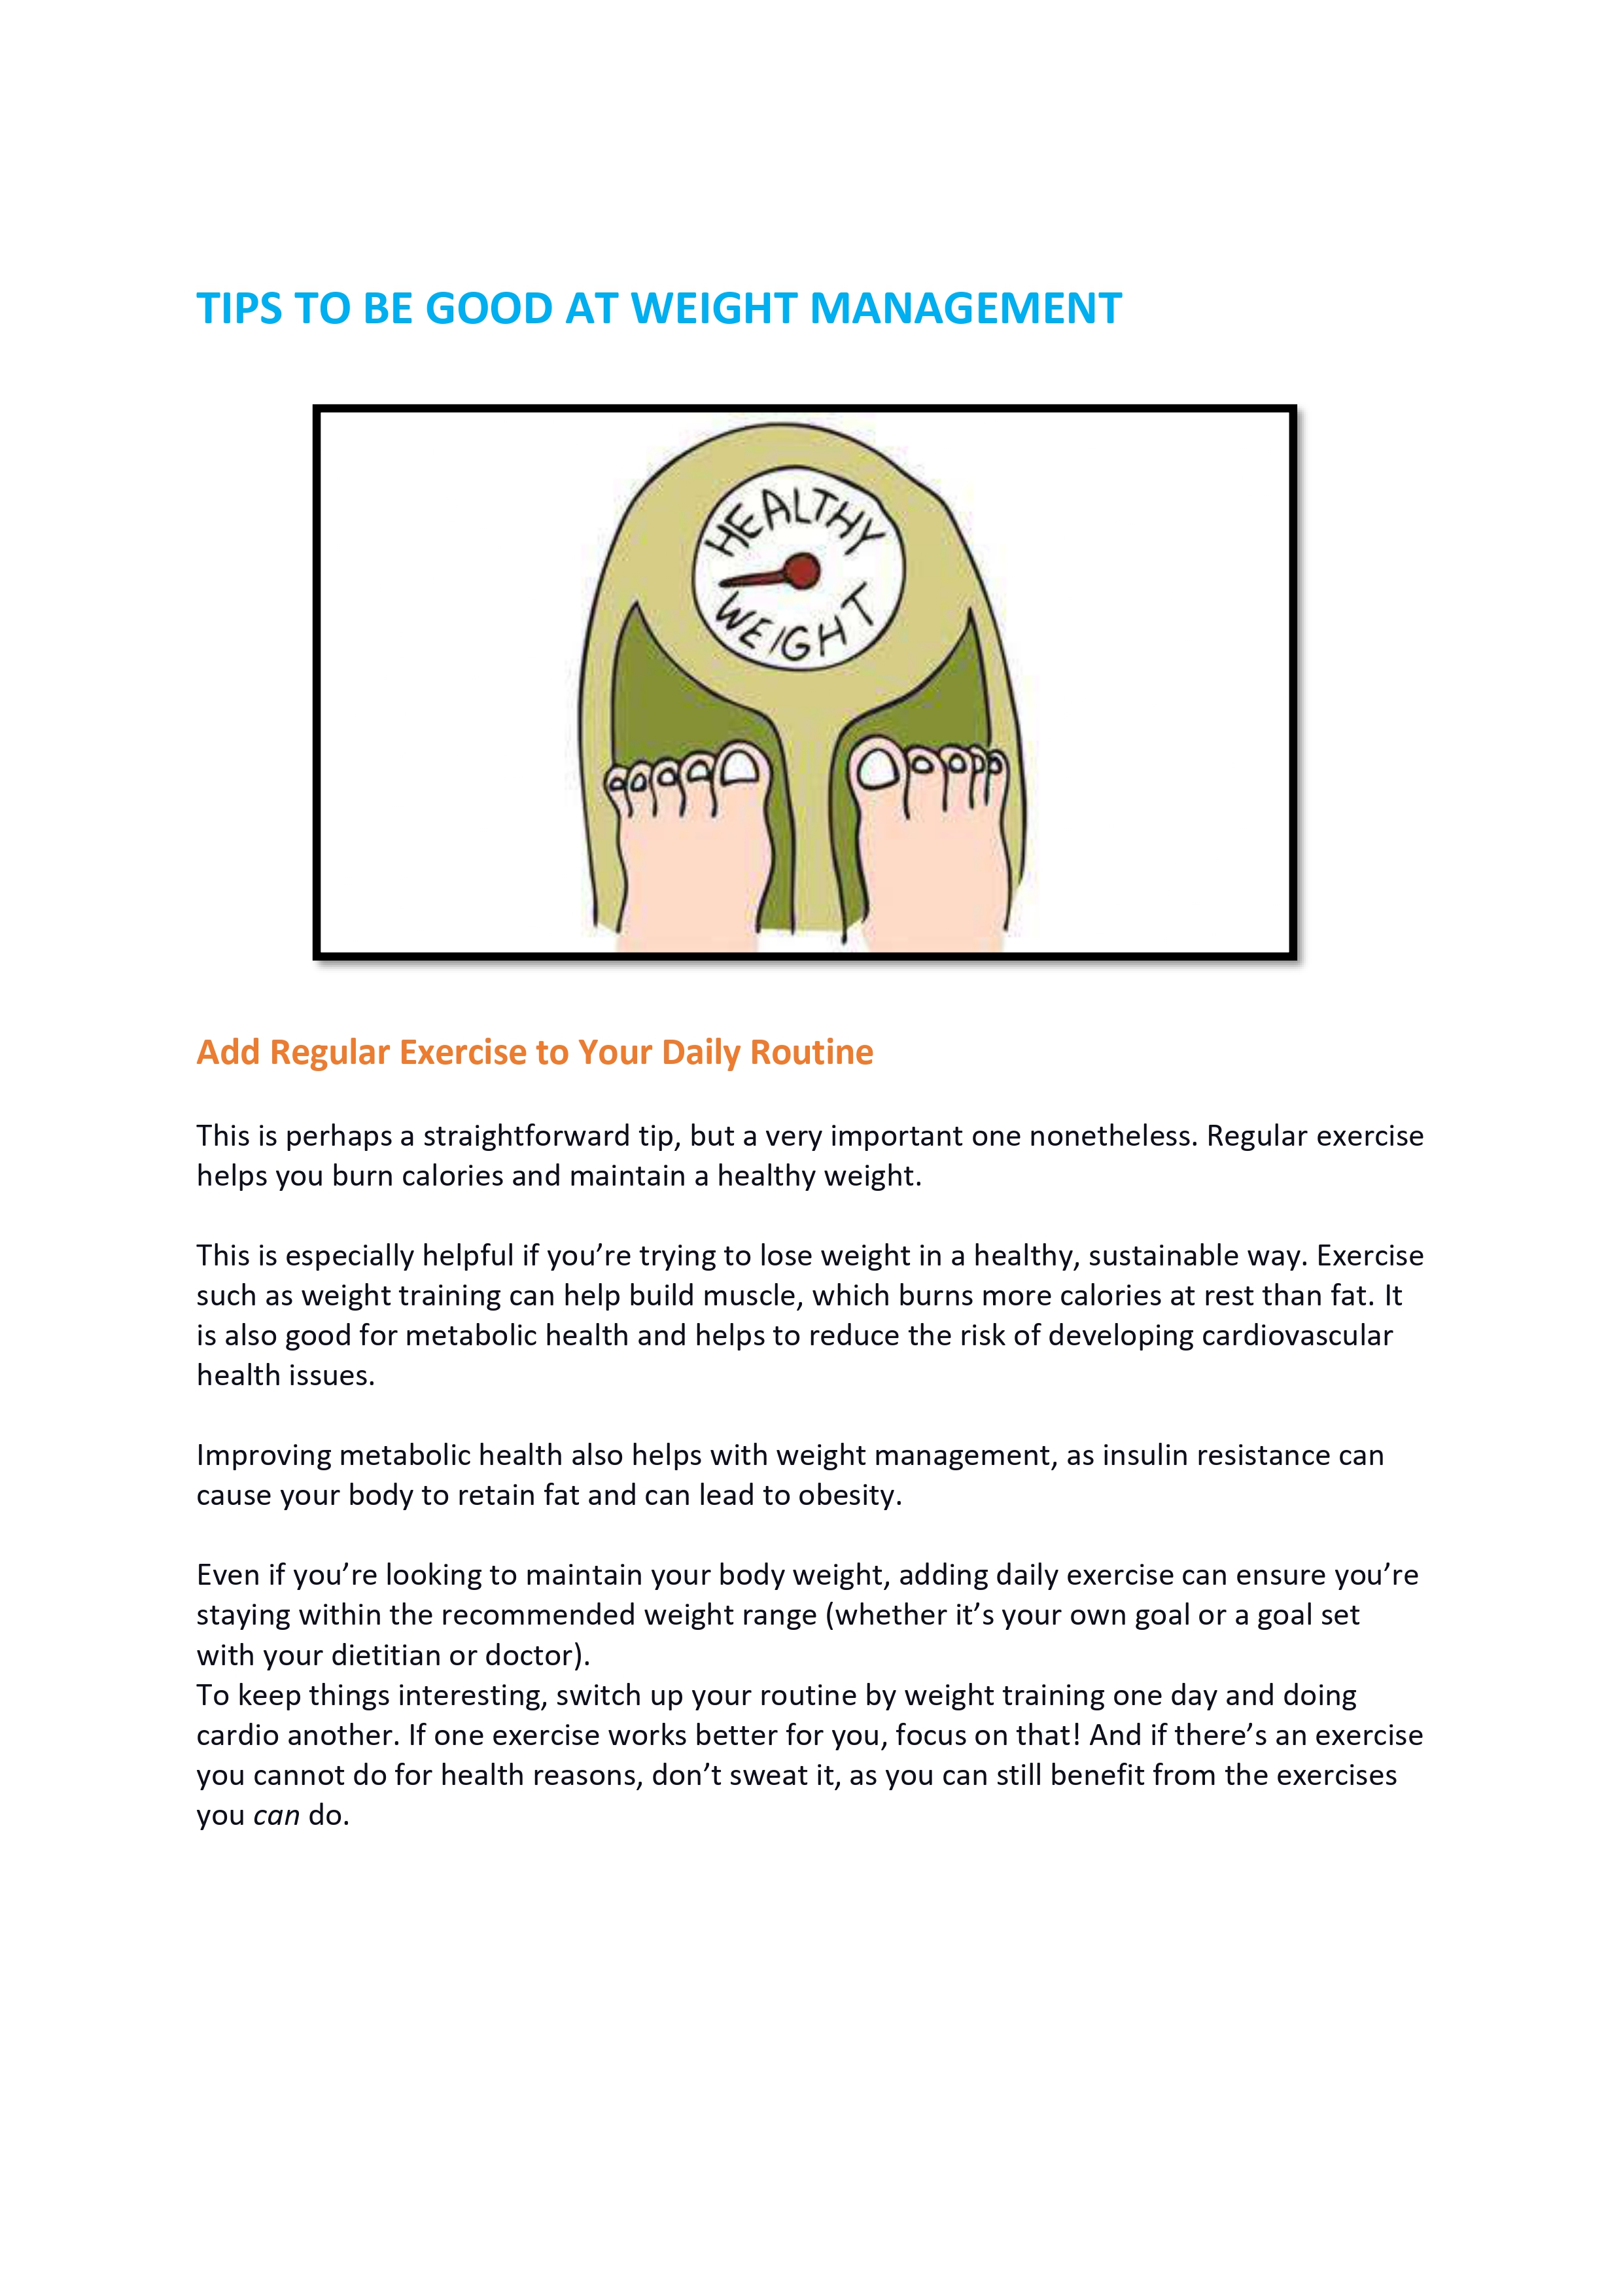 TIPS TO BE GOOD AT WEIGHT MANAGEMENT
HEALTHY
WEIGHT
Add Regular Exercise to Your Daily Routine
This is perhaps a straightforward tip, but a very important one nonetheless. Regular exercise
helps you burn calories and maintain a healthy weight.
This is especially helpful if you’re trying to lose weight in a healthy, sustainable way. Exercise
such as weight training can help build muscle, which burns more calories at rest than fat. It
is also good for metabolic health and helps to reduce the risk of developing cardiovascular
health issues.
Improving metabolic health also helps with weight management, as insulin resistance can
cause your body to retain fat and can lead to obesity.
Even if you’re looking to maintain your body weight, adding daily exercise can ensure you’re
staying within the recommended weight range (whether it’s your own goal or a goal set
with your dietitian or doctor).
To keep things interesting, switch up your routine by weight training one day and doing
cardio another. If one exercise works better for you, focus on that! And if there’s an exercise
you cannot do for health reasons, don’t sweat it, as you can still benefit from the exercises
you can do.